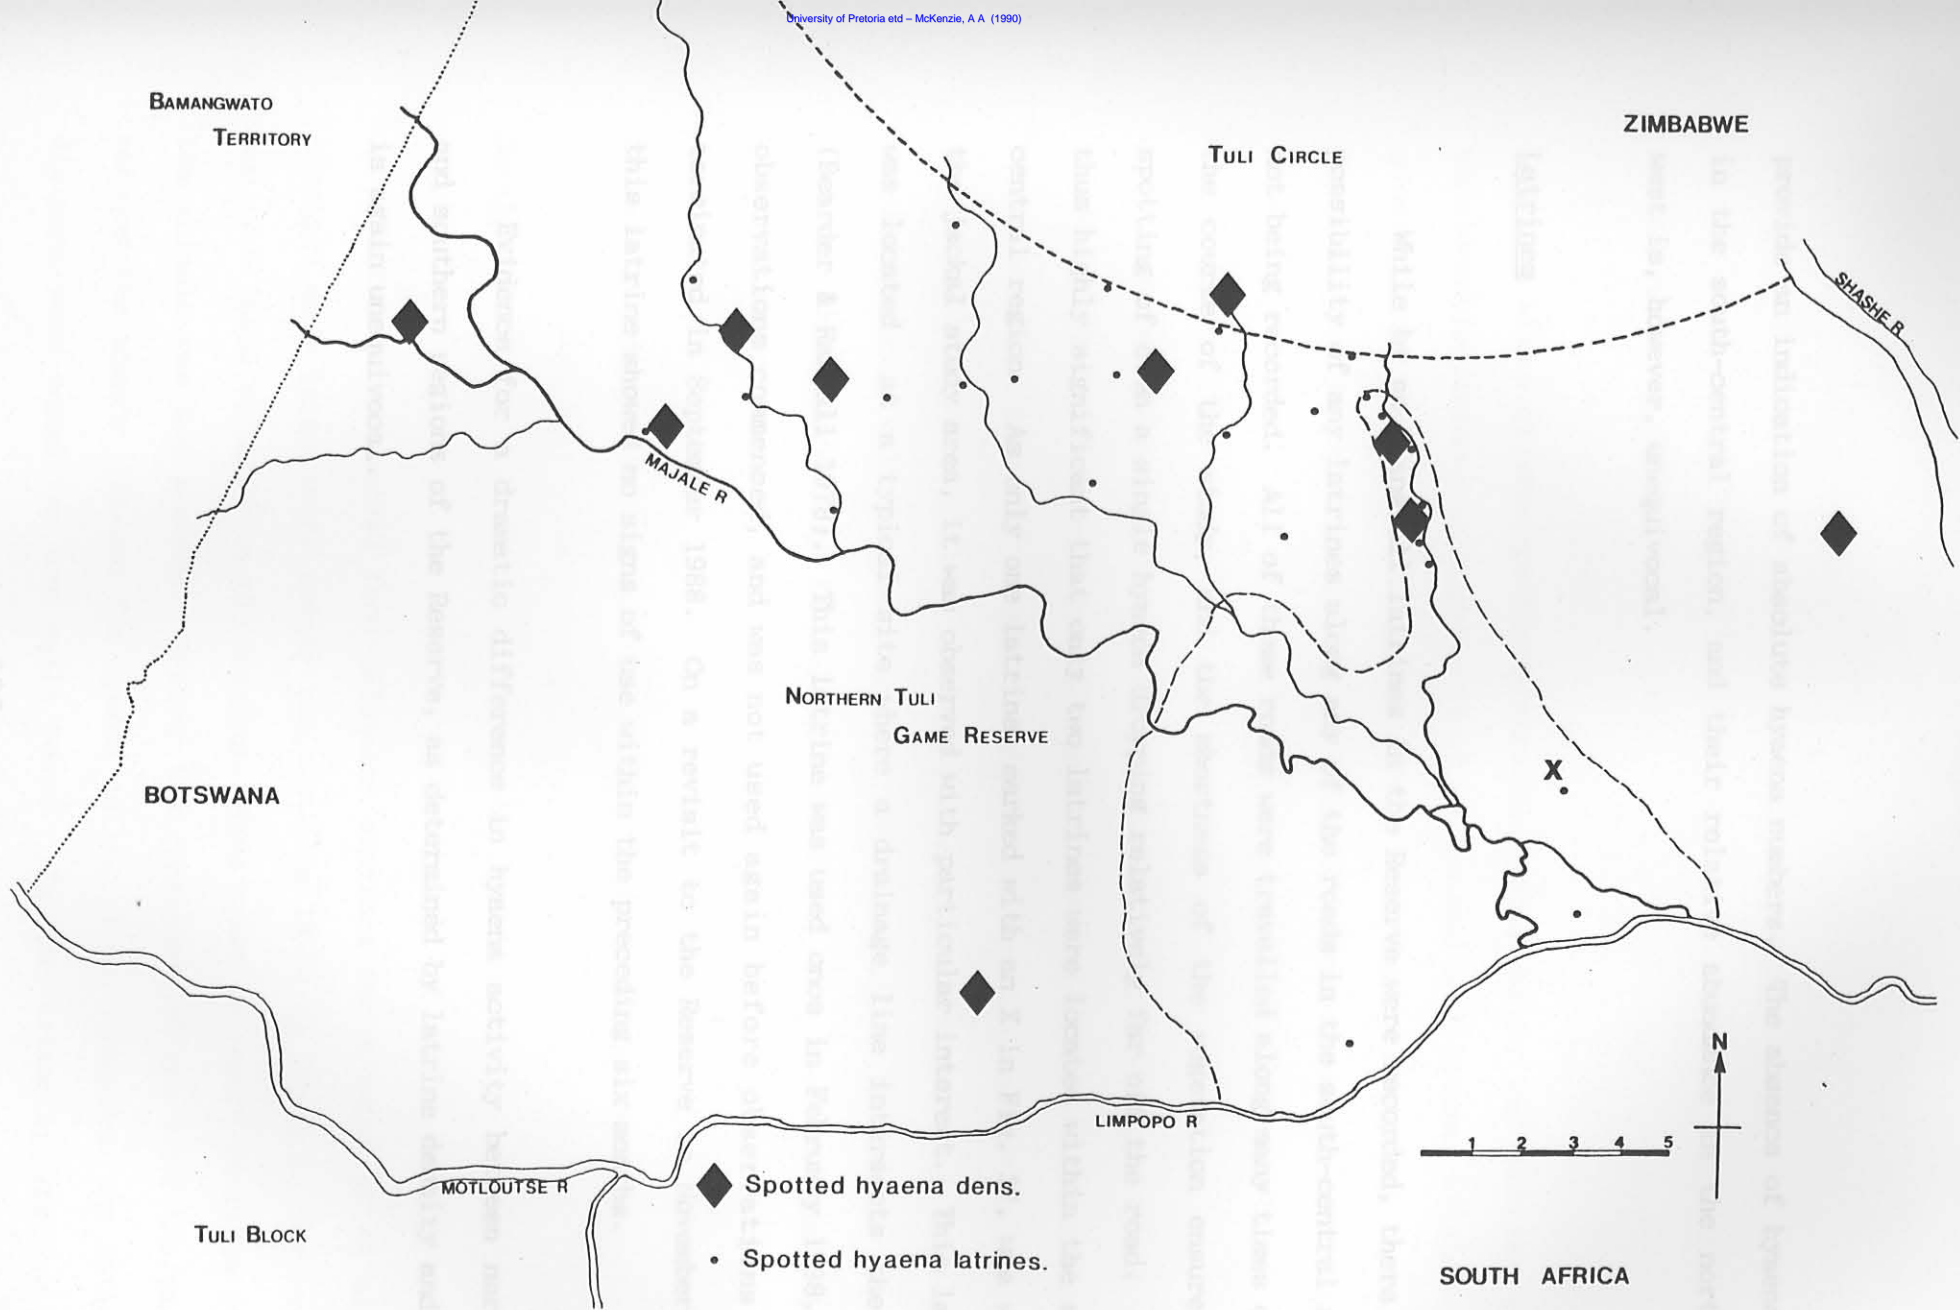 University of Pretoria etd – McKenzie, A A (1990)
BAMANGWATO
TERRITORY
ZIMBABWE
TULI CIRCLE
SHASHE R
MAJALE R
NORTHERN TULI
GAME RESERVE
X
BOTSWANA
N
LIMPOPO R
1 2 3 4 5
MOTLOUTSE R
Spotted hyaena dens.
TULI BLOCK
Spotted hyaena latrines.
SOUTH AFRICA